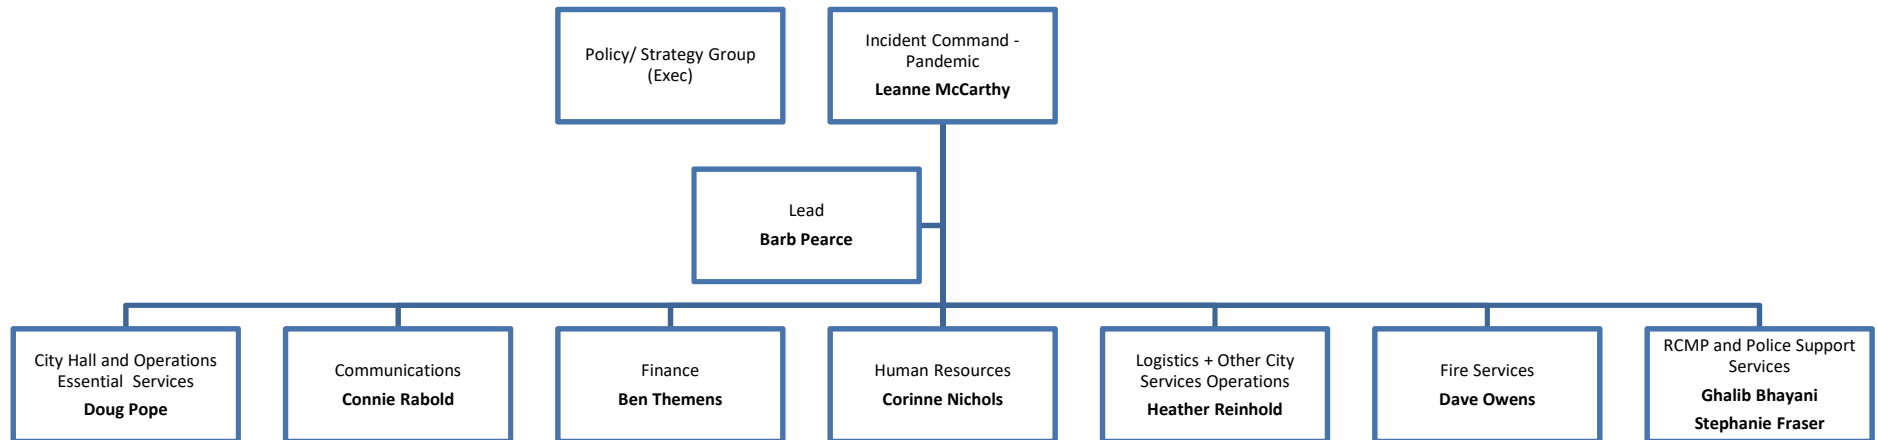 Policy/ Strategy Group
(Exec)
Incident Command -
Pandemic
Leanne McCarthy
Lead
Barb Pearce
City Hall and Operations
Essential Services
Doug Pope
Communications
Connie Rabold
Finance
Ben Themens
Human Resources
Corinne Nichols
Logistics + Other City
Services Operations
Heather Reinhold
Fire Services
Dave Owens
RCMP and Police Support
Services
Ghalib Bhayani
Stephanie Fraser